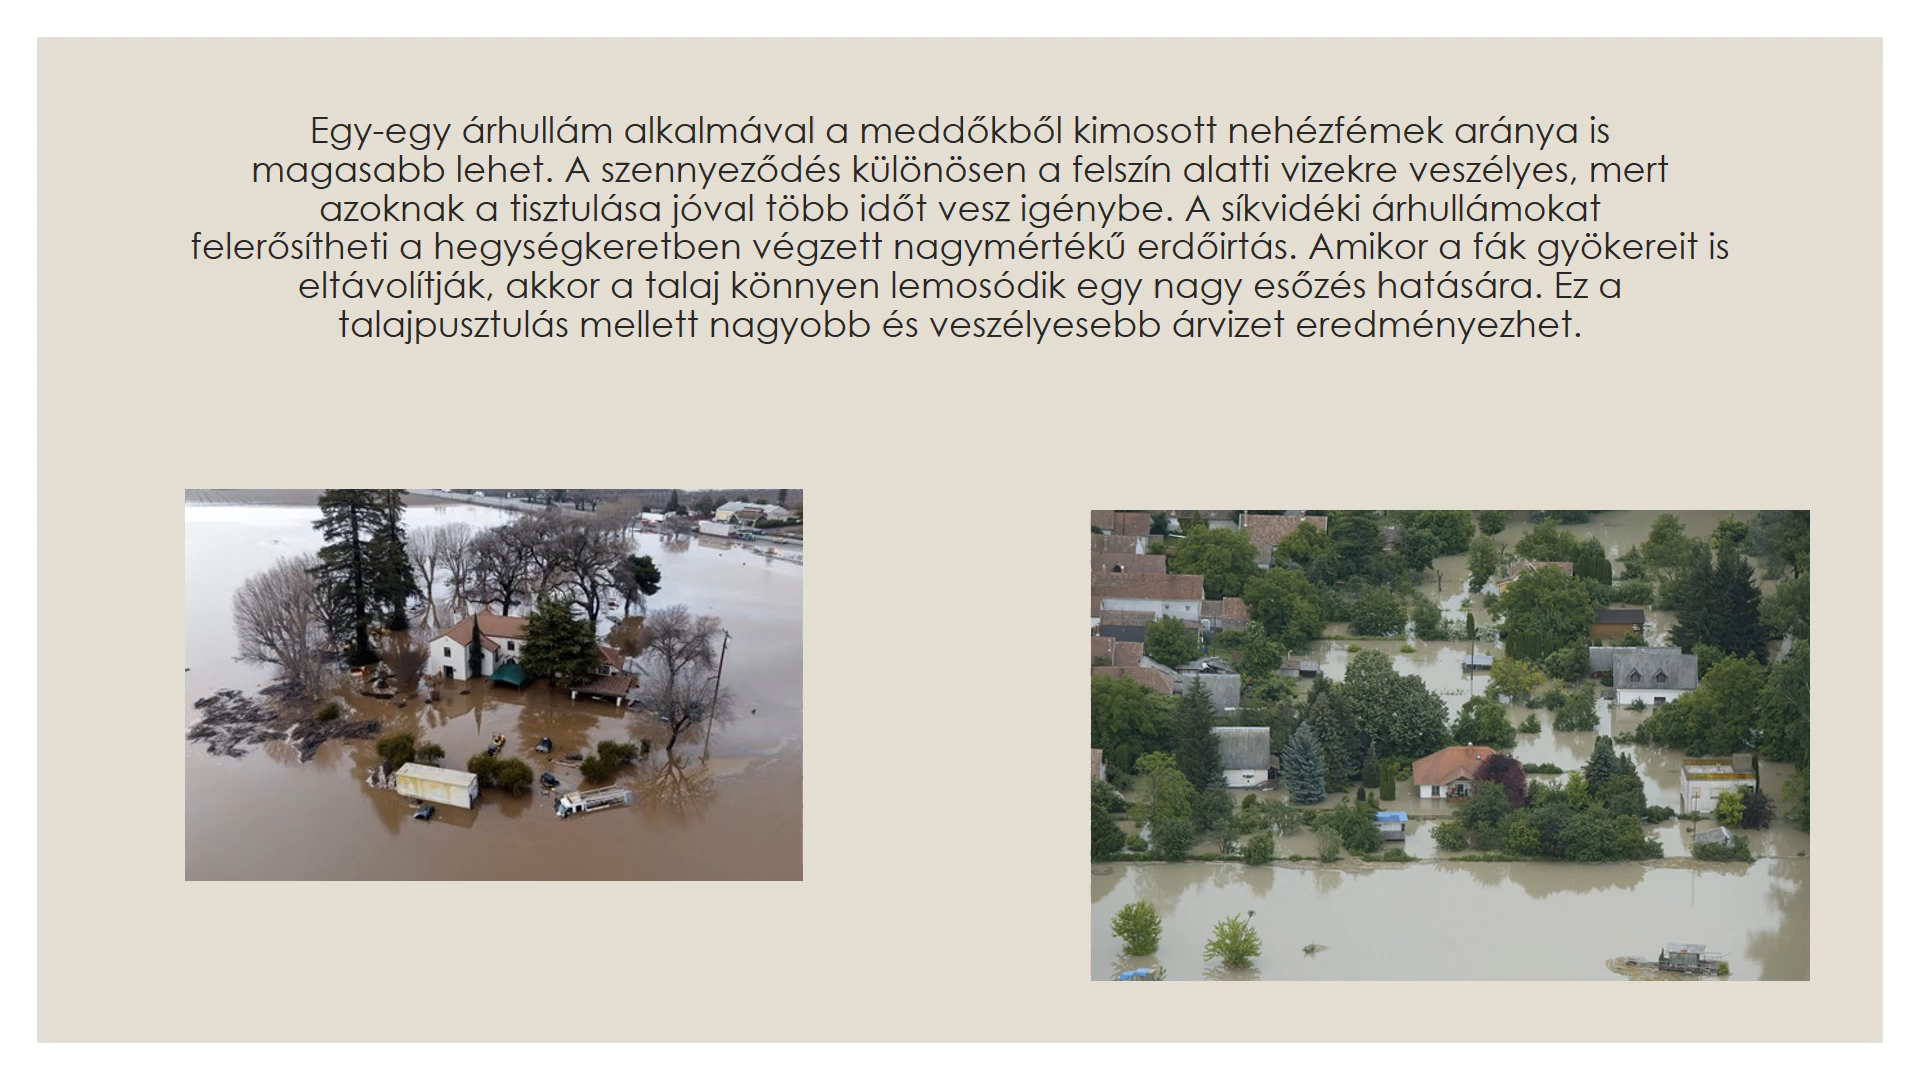 Egy-egy árhullám alkalmával a meddőkből kimosott nehézfémek aránya is
magasabb lehet. A szennyeződés különösen a felszín alatti vizekre veszélyes, mert
azoknak a tisztulása jóval több időt vesz igénybe. A síkvidéki árhullámokat
felerősítheti a hegységkeretben végzett nagymértékű erdőirtás. Amikor a fák gyökereit is
eltávolítják, akkor a talaj könnyen lemosódik egy nagy esőzés hatására. Ez a
talajpusztulás mellett nagyobb és veszélyesebb árvizet eredményezhet.